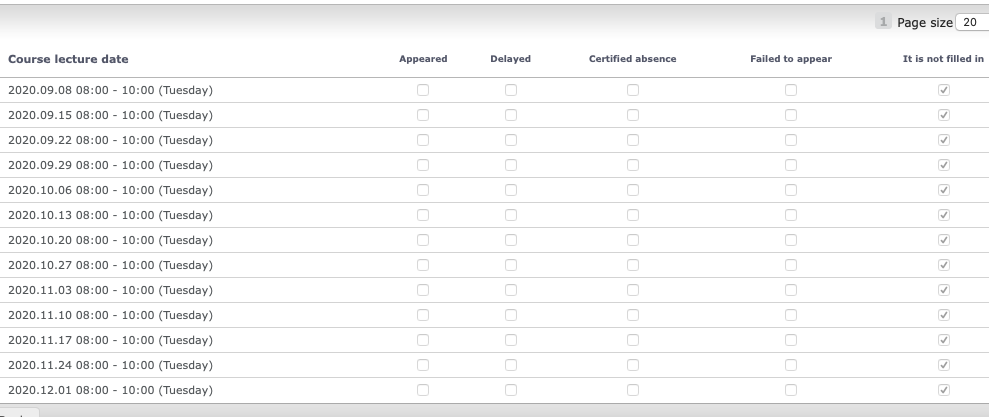 1 Page size 20
Course lecture date Appeared Delayed Certified absence Failed to appear It is not filled in
2020.09.08 08:00 - 10:00 (Tuesday)
2020.09.15 08:00 - 10:00 (Tuesday)
2020.09.22 08:00 - 10:00 (Tuesday)
2020.09.29 08:00 - 10:00 (Tuesday)
2020.10.06 08:00 - 10:00 (Tuesday)
2020.10.13 08:00 - 10:00 (Tuesday)
2020.10.20 08:00 - 10:00 (Tuesday)
2020.10.27 08:00 - 10:00 (Tuesday)
2020.11.03 08:00 - 10:00 (Tuesday)
2020.11.10 08:00 - 10:00 (Tuesday)
2020.11.17 08:00 - 10:00 (Tuesday)
2020.11.24 08:00 - 10:00 (Tuesday)
2020.12.01 08:00 - 10:00 (Tuesday)